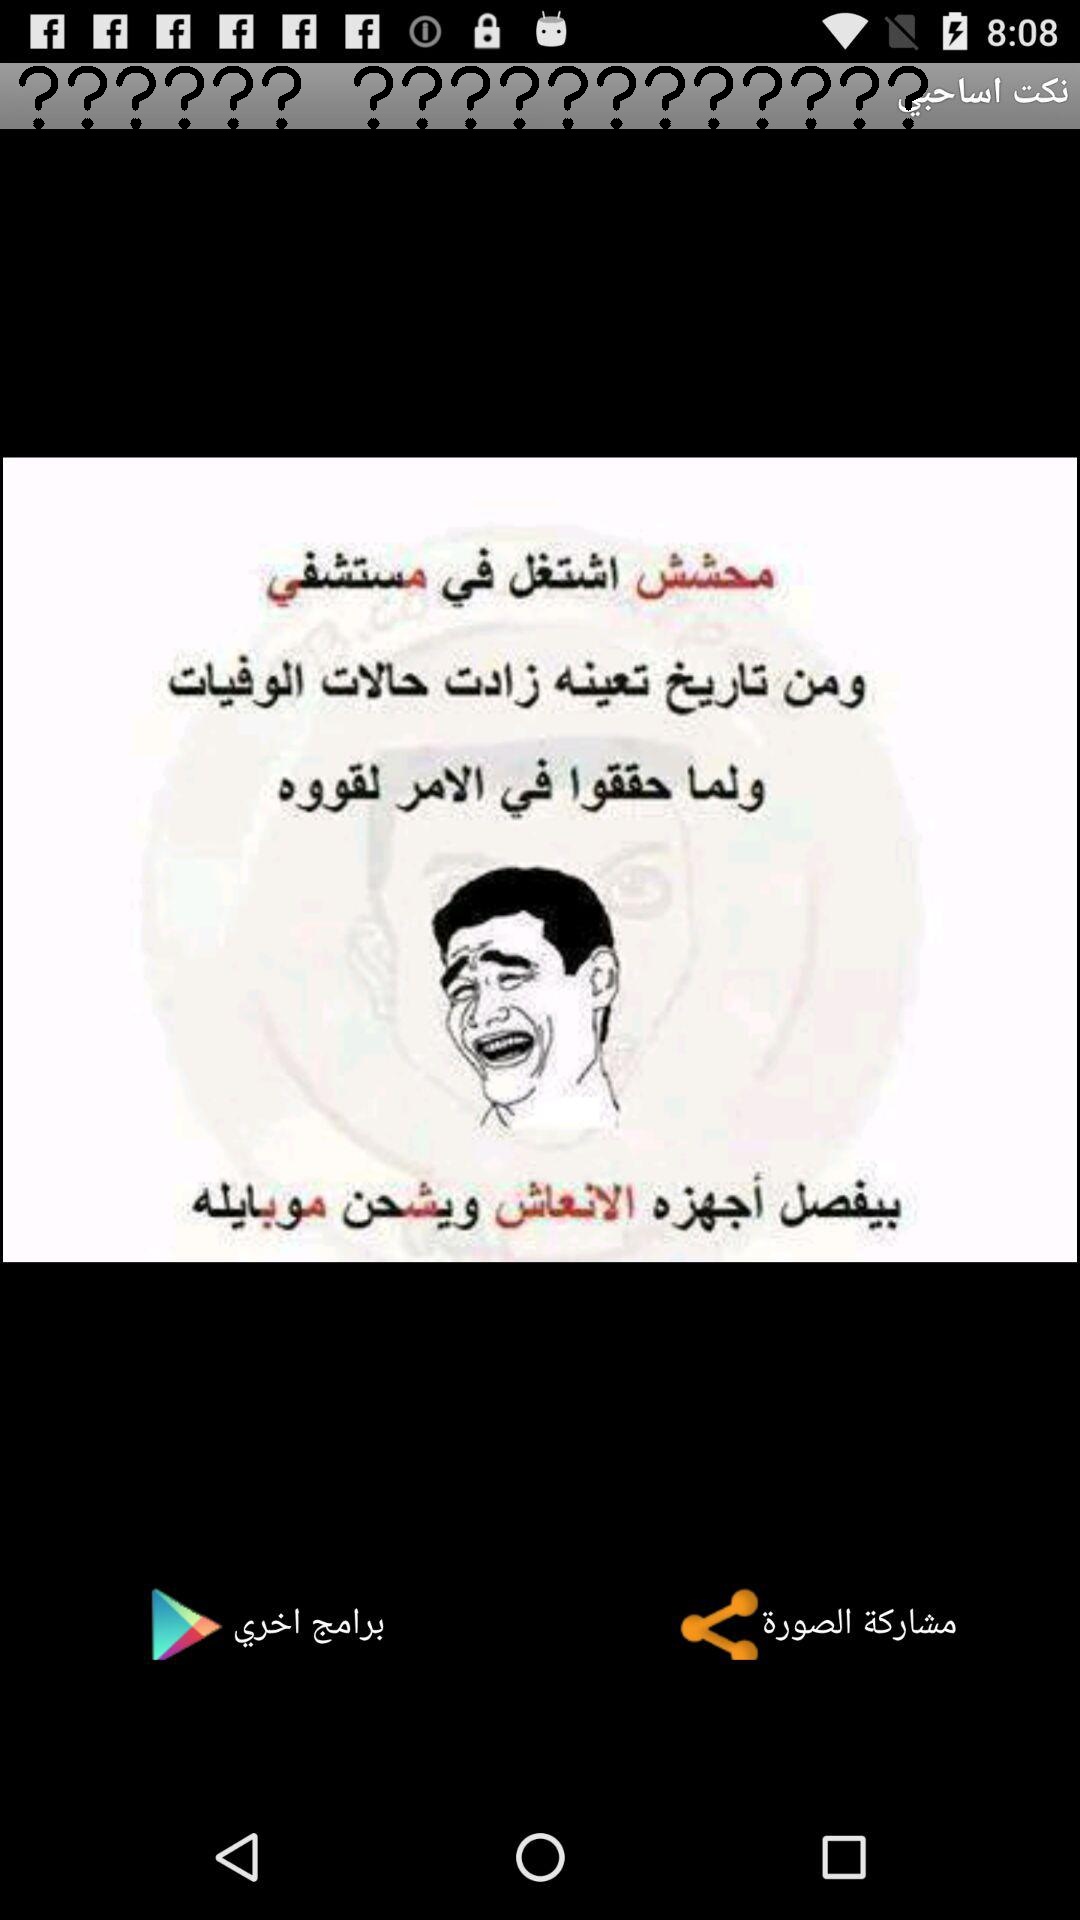 8:08
?????? ????????????
نكت اساحبي
محشش اشتغل في مستشفي
ومن تاريخ تعينه زادت حالات الوفيات
ولما حققوا في الامر لقووه
بيفصل أجهزه الانعاش ويشحن موبايله
مشاركة الصورة
برامج اخري